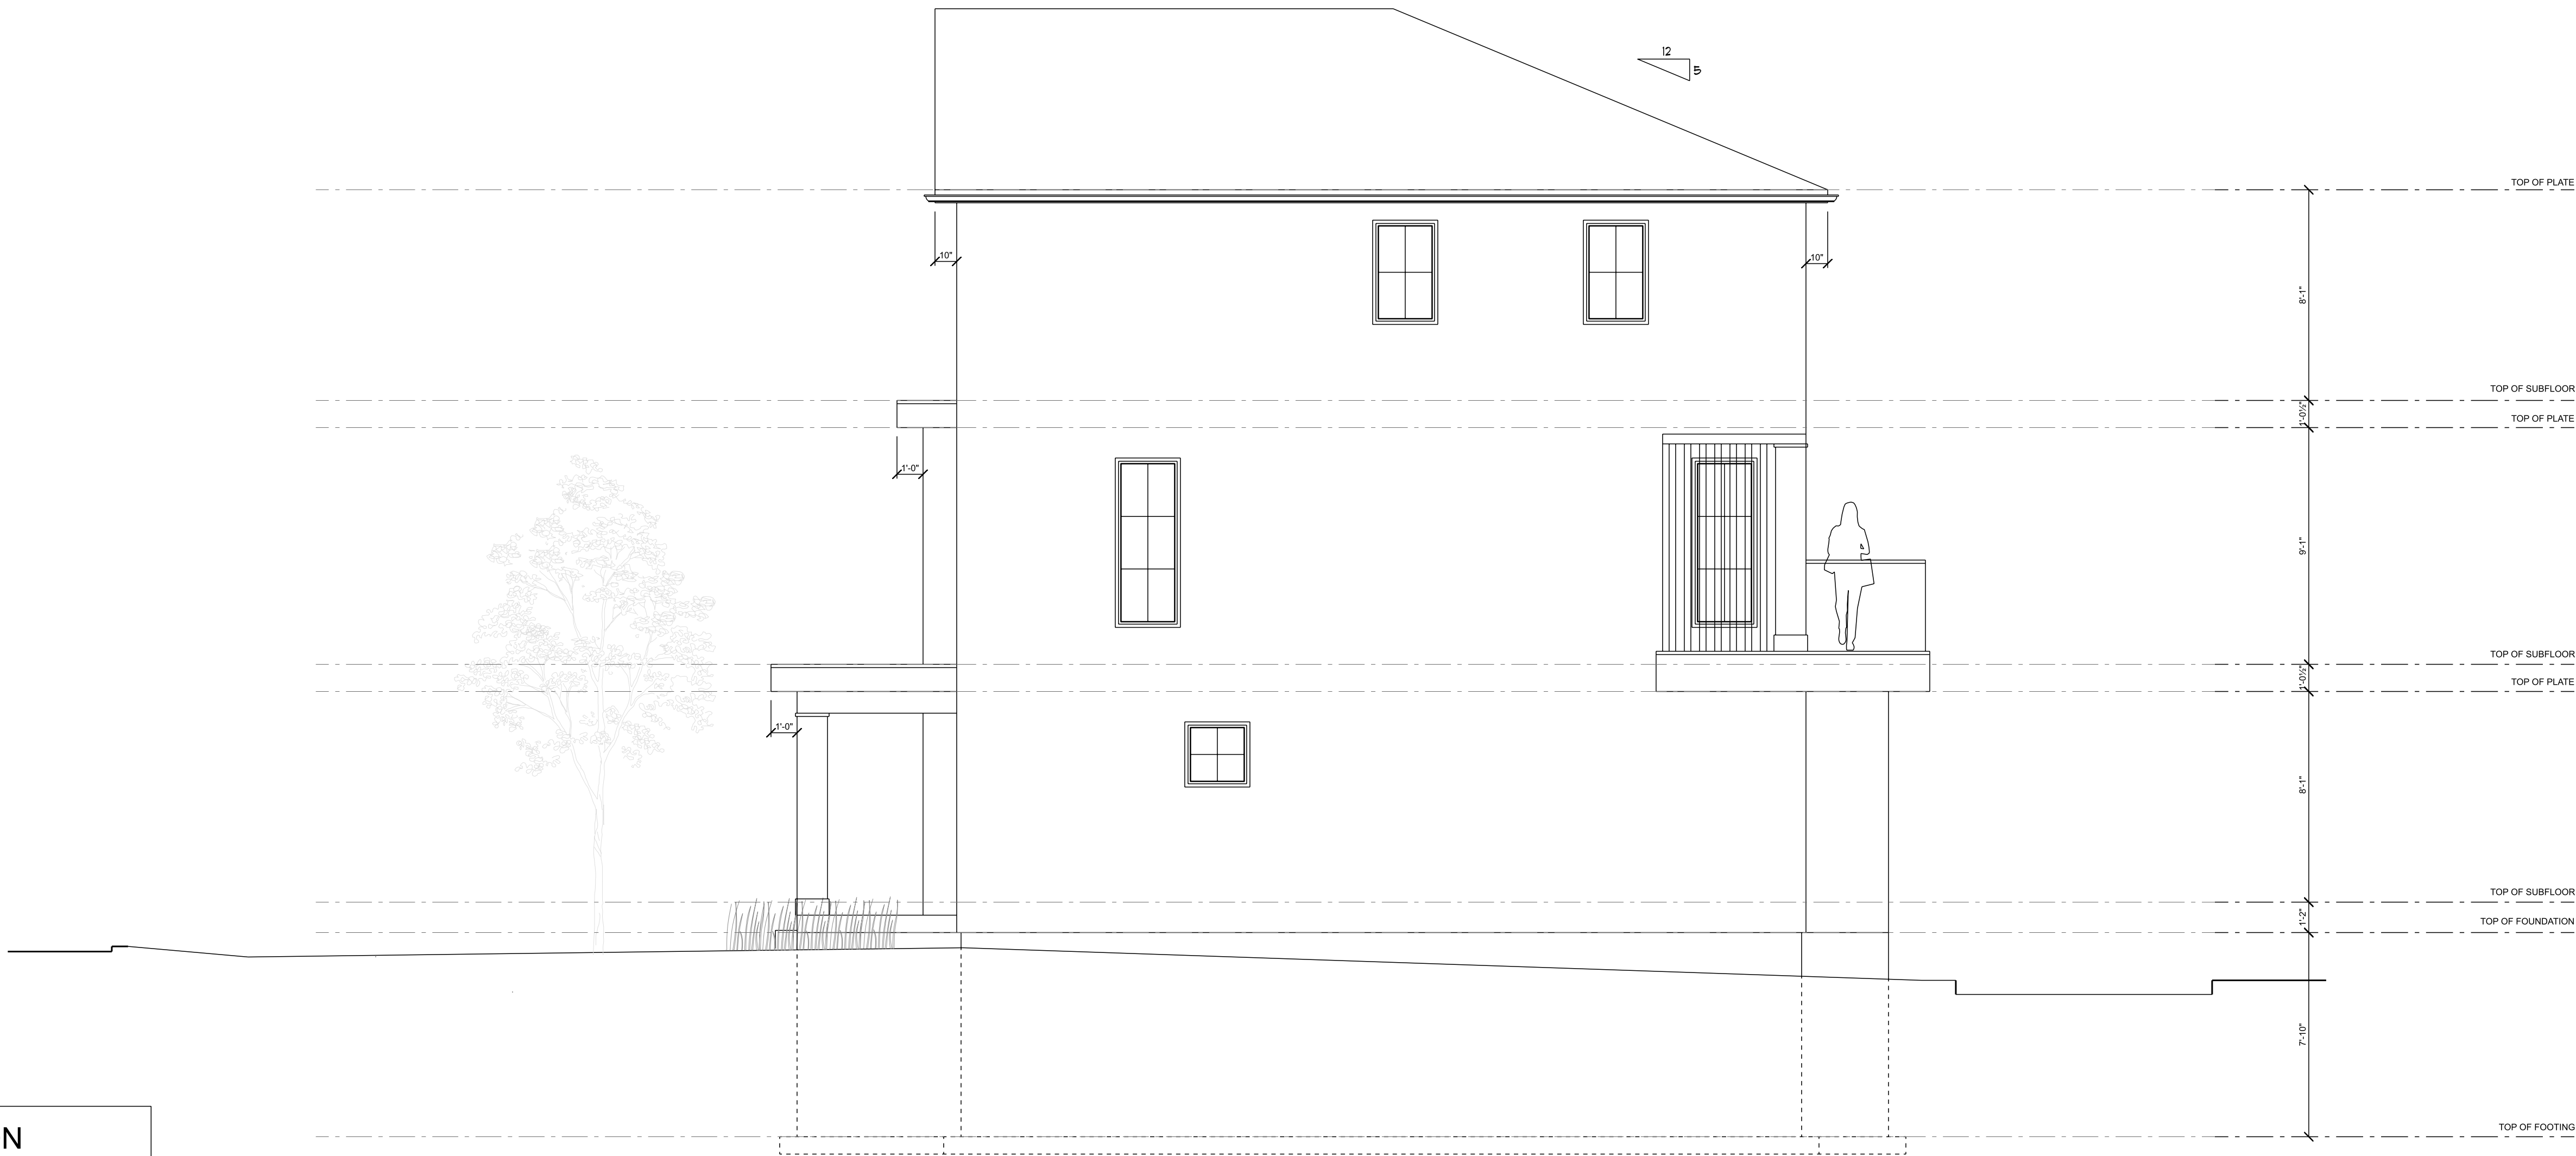 12
5
TOP OF PLATE
10"
10"
8'-1"
TOP OF SUBFLOOR
1'-0½"
TOP OF PLATE
1'-0"
9'-1"
TOP OF SUBFLOOR
1'-0½"
TOP OF PLATE
1'-0"
8'-1"
TOP OF SUBFLOOR
1'-2"
TOP OF FOUNDATION
7'-10"
TOP OF FOOTING
N